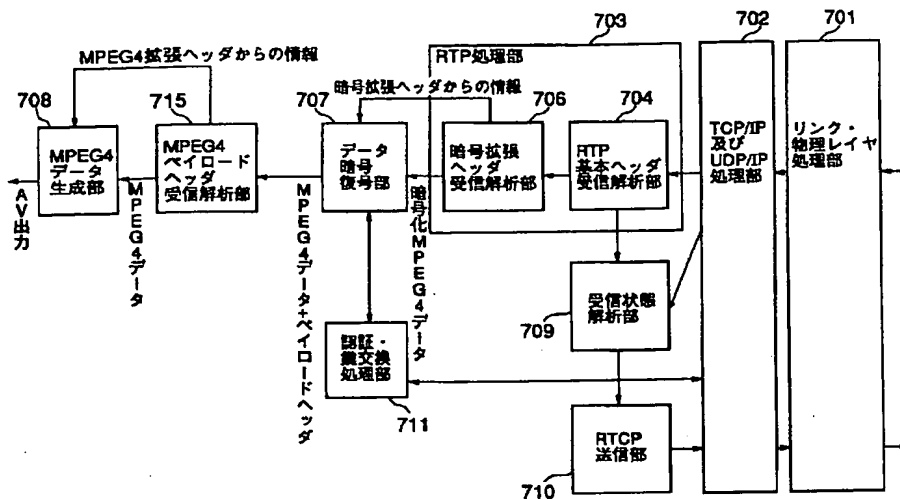 MPEG4拡張ヘッダからの情報
708
MPEG4
データ
生成部
715
MPEG4
ペイロード
ヘッダ
受信解析部
707
データ
暗号
復号部
暗号拡張ヘッダからの情報
703
RTP処理部
706
暗号拡張
ヘッダ
受信解析部
704
RTP
基本ヘッダ
受信解析部
702
TCP/IP
及び
UDP/IP
処理部
701
リンク・
物理レイヤ
処理部
AV出力
MPEG4データ
MPEG4データ+ペイロードヘッダ
暗号化MPEG4データ
709
受信状態
解析部
認証・
鍵交換
処理部
711
RTCP
送信部
710